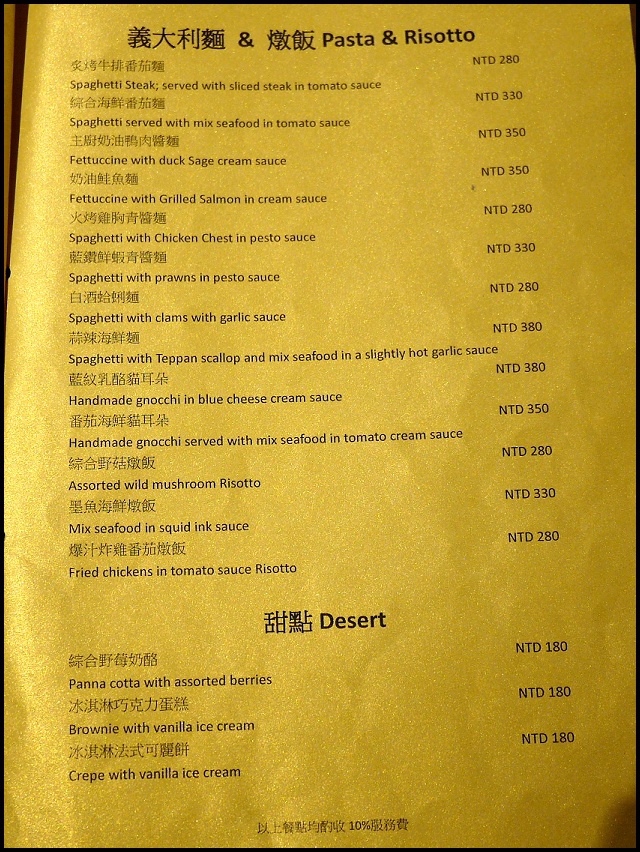 義大利麵 & 燉飯 Pasta & Risotto
炙烤牛排番茄麵 NTD 280
Spaghetti Steak; served with sliced steak in tomato sauce
綜合海鮮番茄麵 NTD 330
Spaghetti served with mix seafood in tomato sauce
主廚奶油鴨肉醬麵 NTD 350
Fettuccine with duck Sage cream sauce
奶油鮭魚麵 NTD 350
Fettuccine with Grilled Salmon in cream sauce
火烤雞胸青醬麵 NTD 280
Spaghetti with Chicken Chest in pesto sauce
藍鑽鮮蝦青醬麵 NTD 330
Spaghetti with prawns in pesto sauce
白酒蛤蜊麵 NTD 280
Spaghetti with clams with garlic sauce
蒜辣海鮮麵 NTD 380
Spaghetti with Teppan scallop and mix seafood in a slightly hot garlic sauce
藍紋乳酪貓耳朵 NTD 380
Handmade gnocchi in blue cheese cream sauce
番茄海鮮貓耳朵 NTD 350
Handmade gnocchi served with mix seafood in tomato cream sauce
綜合野菇燉飯 NTD 280
Assorted wild mushroom Risotto
墨魚海鮮燉飯 NTD 330
Mix seafood in squid ink sauce
爆汁炸雞番茄燉飯 NTD 280
Fried chickens in tomato sauce Risotto
甜點 Desert
綜合野莓奶酪 NTD 180
Panna cotta with assorted berries
冰淇淋巧克力蛋糕 NTD 180
Brownie with vanilla ice cream
冰淇淋法式可麗餅 NTD 180
Crepe with vanilla ice cream
以上餐點均酌收 10%服務費